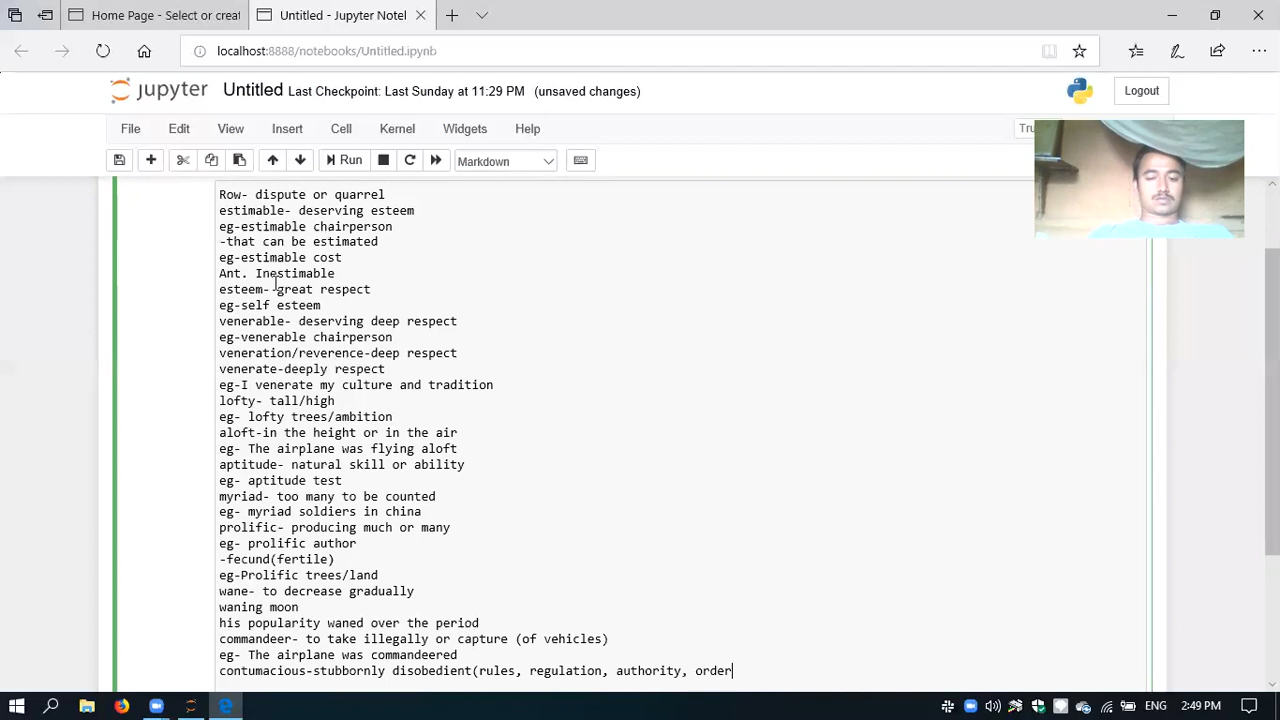 Home Page - Select or creat
Untitled - Jupyter Notel
localhost:8888/notebooks/Untitled.ipynb
jupyter Untitled Last Checkpoint: Last Sunday at 11:29 PM (unsaved changes)
Logout
File Edit View Insert Cell Kernel Widgets Help
Run
Markdown
Row- dispute or quarrel
estimable- deserving esteem
eg-estimable chairperson
-that can be estimated
eg-estimable cost
Ant. Inestimable
esteem- great respect
eg-self esteem
venerable- deserving deep respect
eg-venerable chairperson
veneration/reverence-deep respect
venerate-deeply respect
eg-I venerate my culture and tradition
lofty- tall/high
eg- lofty trees/ambition
aloft-in the height or in the air
eg- The airplane was flying aloft
aptitude- natural skill or ability
eg- aptitude test
myriad- too many to be counted
eg- myriad soldiers in china
prolific- producing much or many
eg- prolific author
-fecund(fertile)
eg-Prolific trees/land
wane- to decrease gradually
waning moon
his popularity waned over the period
commandeer- to take illegally or capture (of vehicles)
eg- The airplane was commandeered
contumacious-stubbornly disobedient(rules, regulation, authority, order
ENG 2:49 PM